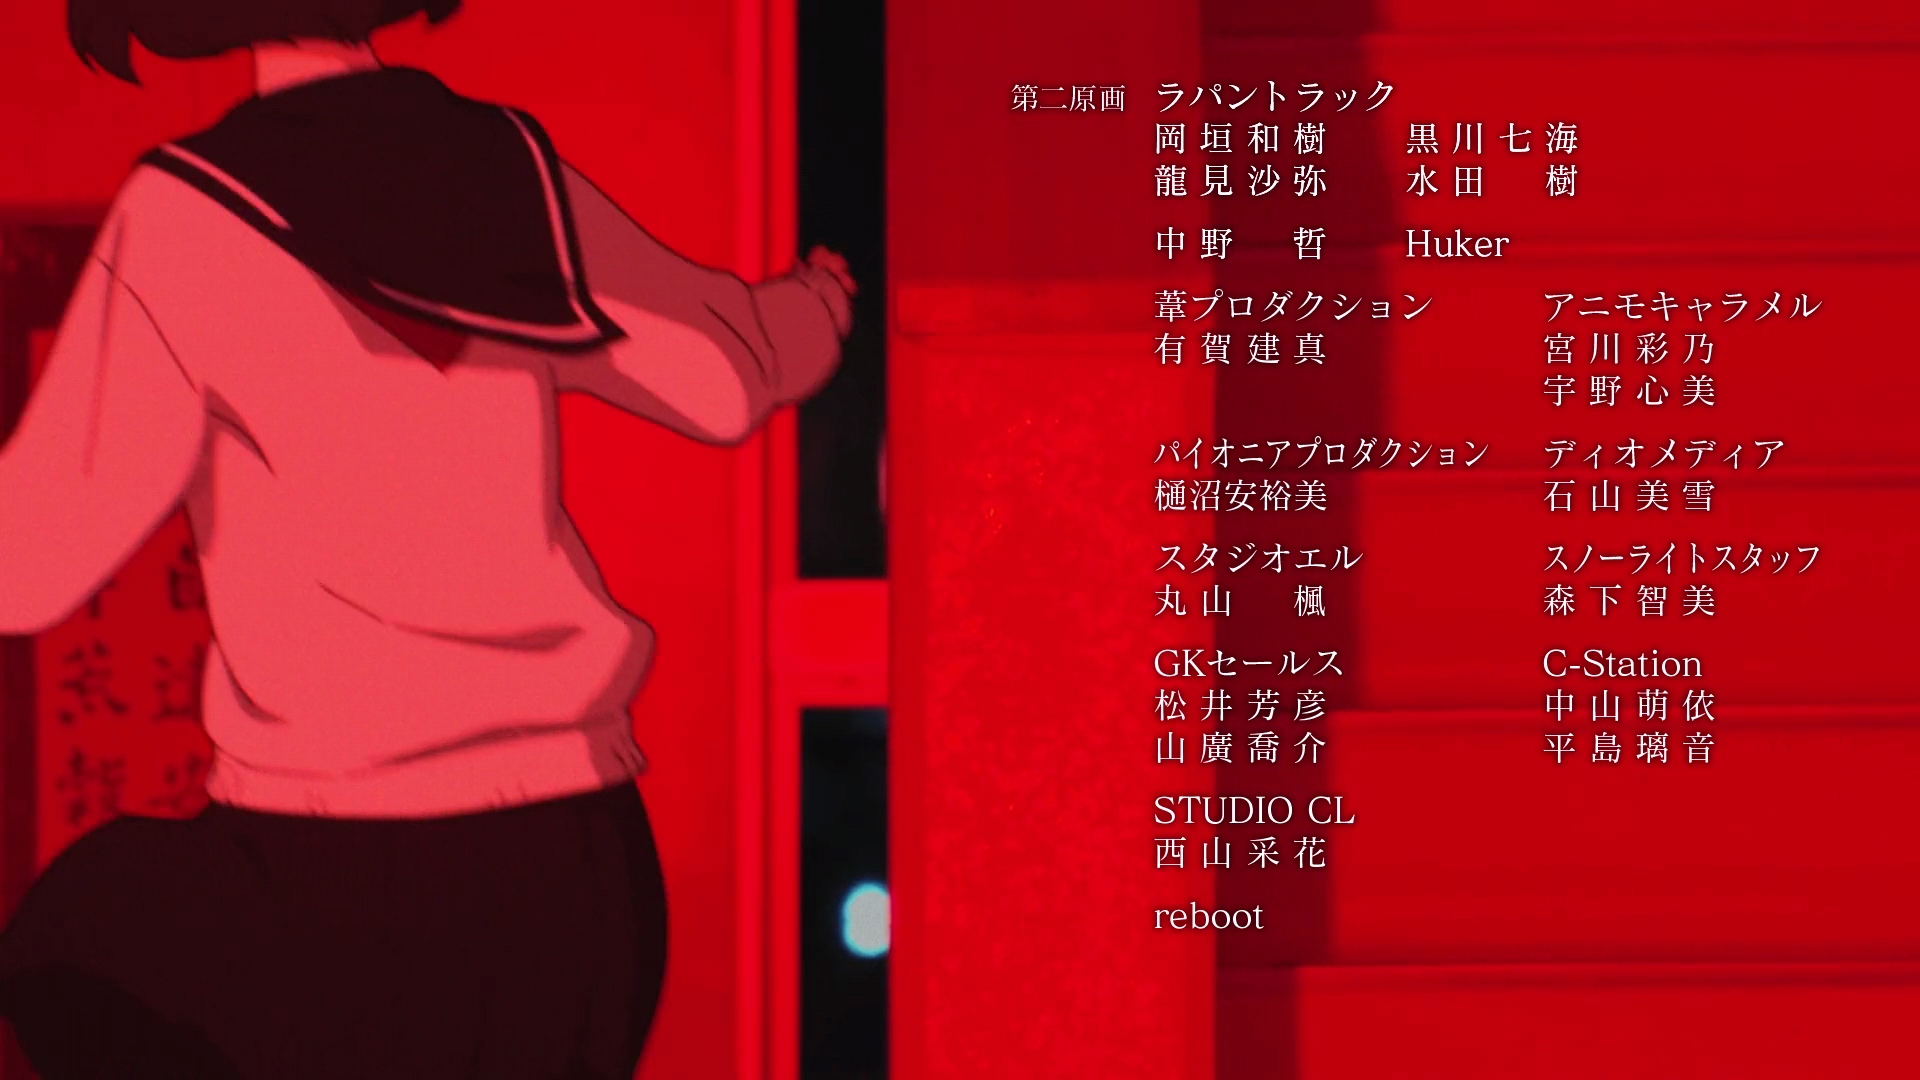 第二原画 ラパントラック
岡垣和樹 黒川七海
龍見沙弥 水田 樹
中野 哲 Huker
葦プロダクション アニモキャラメル
有賀建真 宮川彩乃
宇野心美
パイオニアプロダクション ディオメディア
樋沼安裕美 石山美雪
スタジオエル スノーライトスタッフ
丸山 楓 森下智美
GKセールス C-Station
松井芳彦 中山萌依
山廣喬介 平島璃音
STUDIO CL
西山采花
reboot